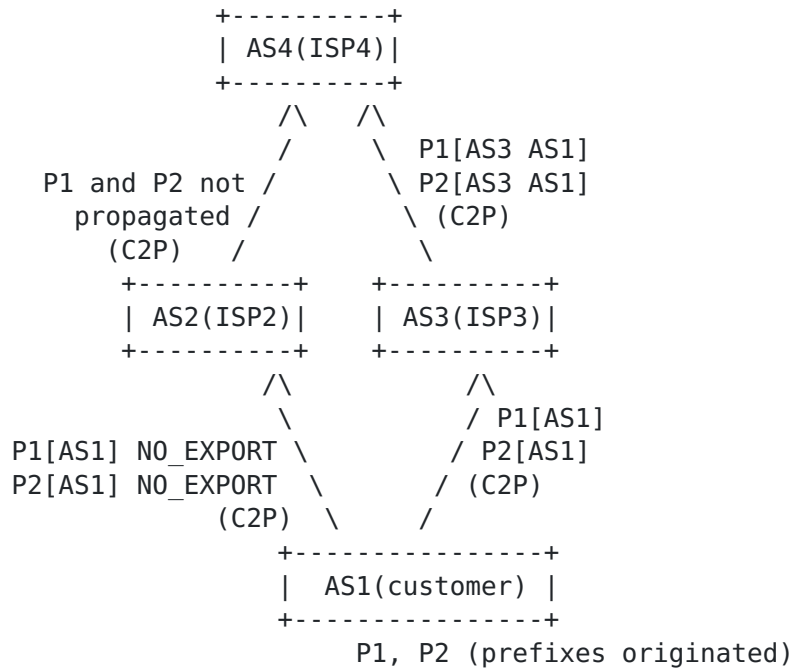 +----------+
| AS4(ISP4)|
+----------+
/\ /\
/ \ P1[AS3 AS1]
P1 and P2 not / \ P2[AS3 AS1]
propagated / \ (C2P)
(C2P) / \
+----------+ +----------+
| AS2(ISP2)| | AS3(ISP3)|
+----------+ +----------+
/\ /\
\ / P1[AS1]
P1[AS1] NO_EXPORT \ / P2[AS1]
P2[AS1] NO_EXPORT \ / (C2P)
(C2P) \ /
+----------------+
| AS1(customer) |
+----------------+
P1, P2 (prefixes originated)